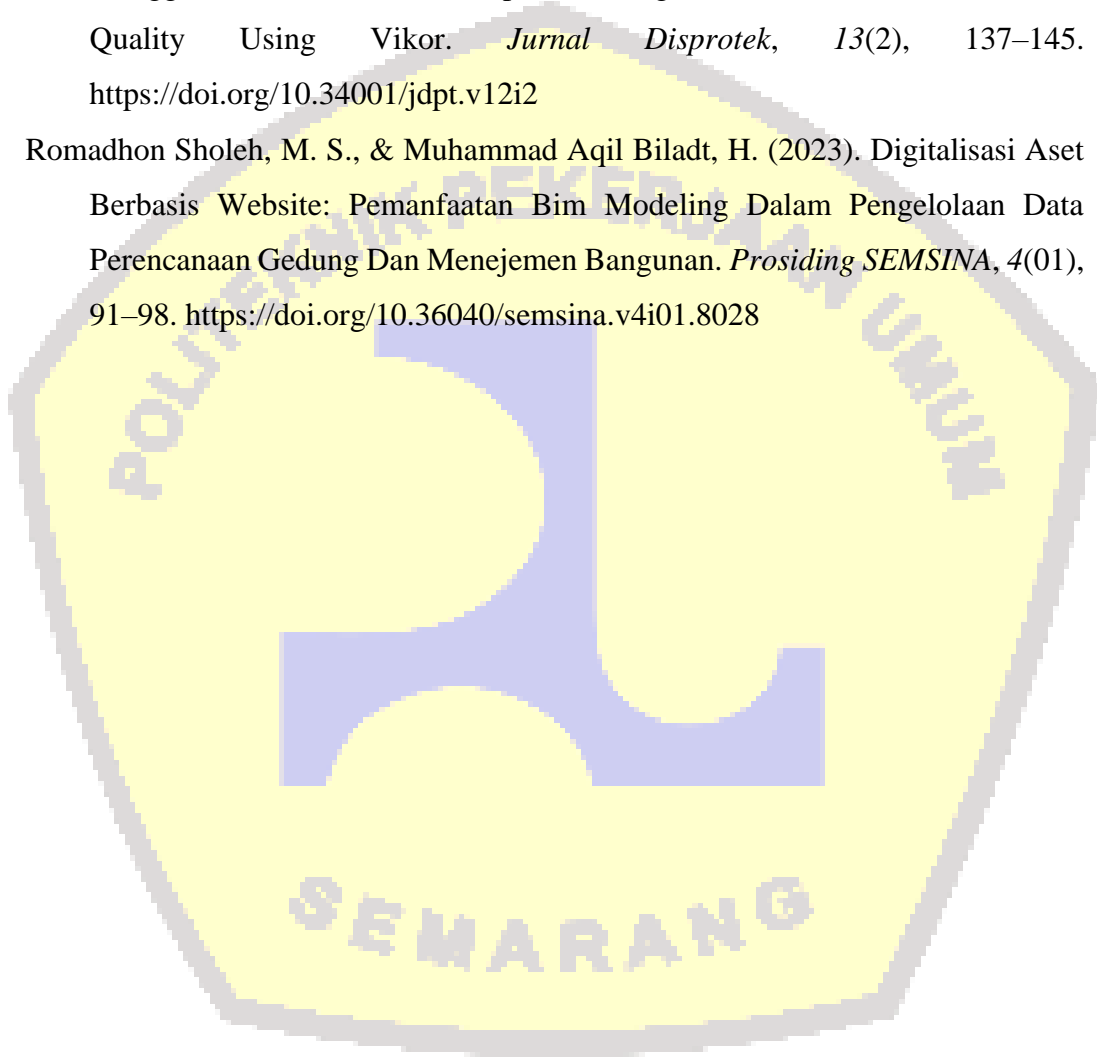 Quality Using Vikor. Jurnal Disprotek, 13(2), 137–145.
https://doi.org/10.34001/jdpt.v12i2
Romadhon Sholeh, M. S., & Muhammad Aqil Biladt, H. (2023). Digitalisasi Aset
Berbasis Website: Pemanfaatan Bim Modeling Dalam Pengelolaan Data
Perencanaan Gedung Dan Menejemen Bangunan. Prosiding SEMSINA, 4(01),
91–98. https://doi.org/10.36040/semsina.v4i01.8028
POLITEKNIK PEKERJAAN UMUM
SEMARANG